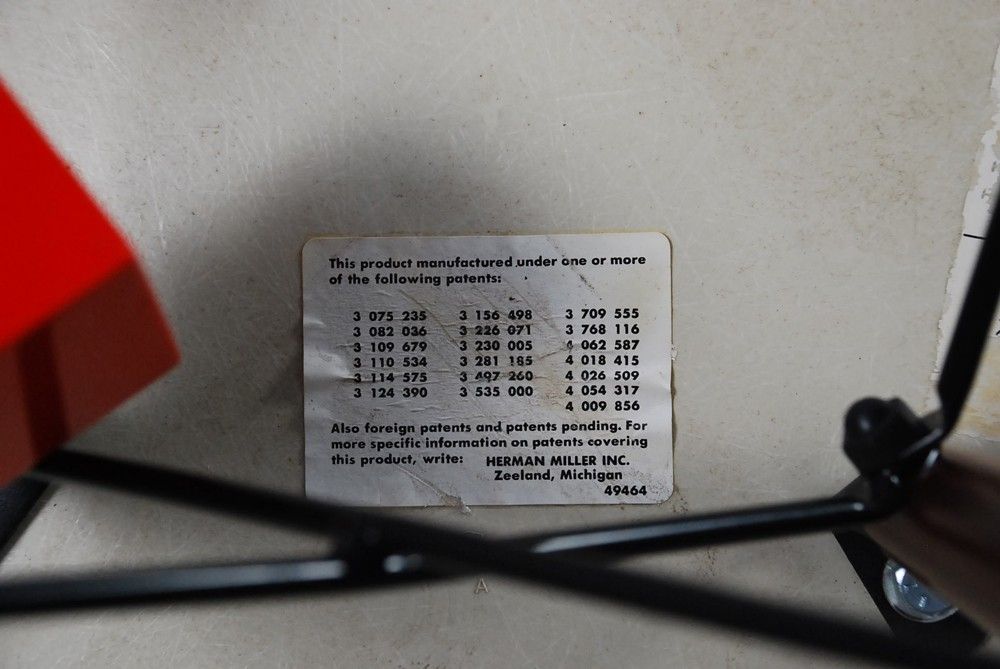 This product manufactured under one or more
of the following patents:
3 075 235 3 156 498 3 709 555
3 082 036 3 226 071 3 768 116
3 109 679 3 230 005 4 062 587
3 110 534 3 281 185 4 018 415
3 114 575 3 497 260 4 026 509
3 124 390 3 535 000 4 054 317
4 009 856
Also foreign patents and patents pending. For
more specific information on patents covering
this product, write: HERMAN MILLER INC.
Zeeland, Michigan
49464
A